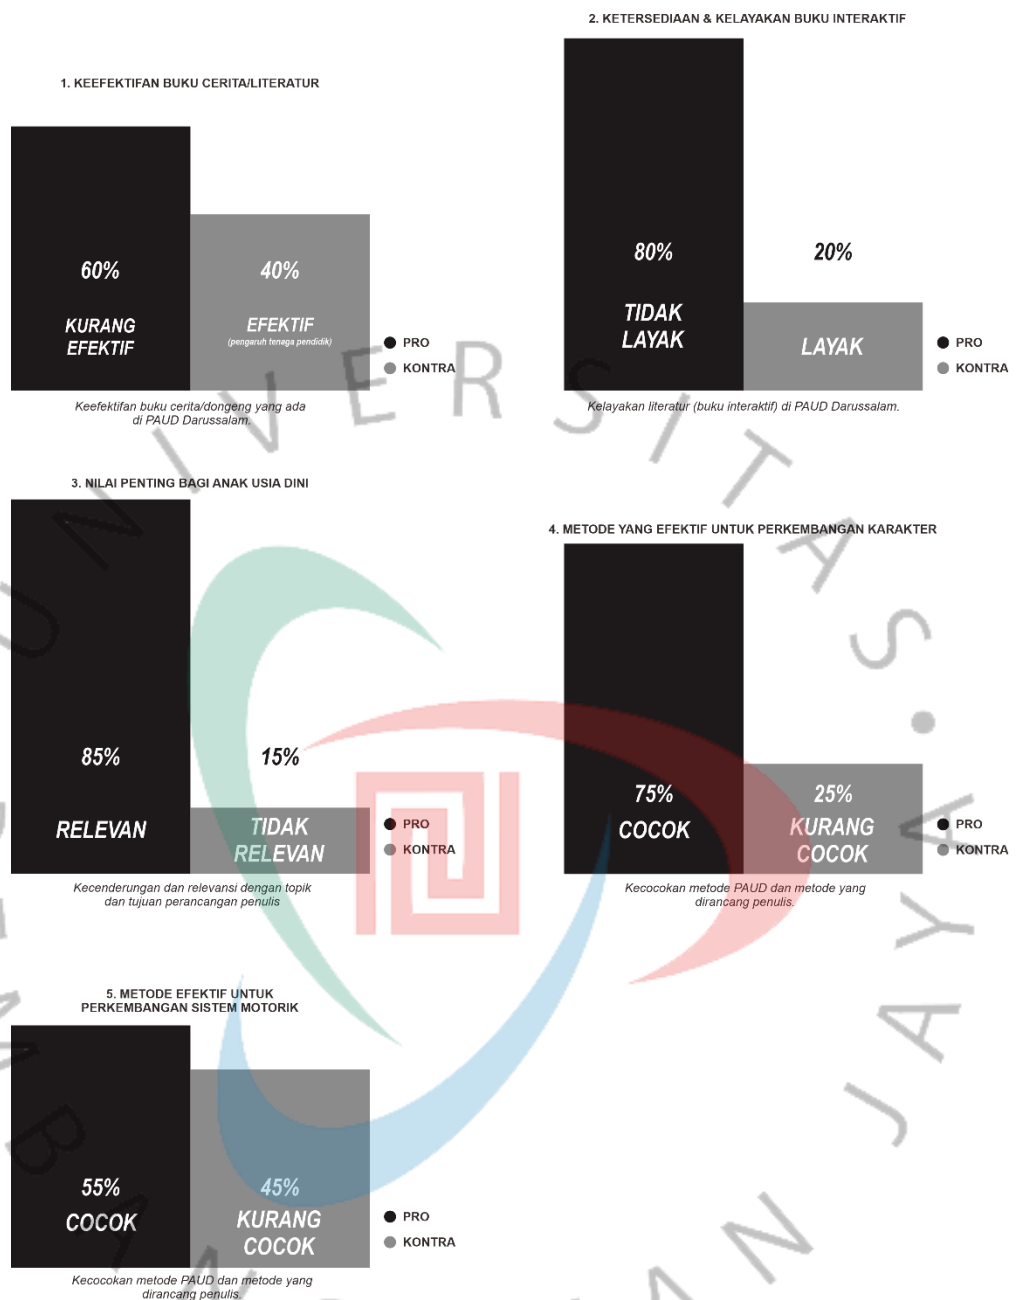 1. KEEFEKTIFAN BUKU CERITA/LITERATUR
60%
KURANG
EFEKTIF
40%
EFEKTIF
(pengaruh tenaga pendidik)
PRO
KONTRA
Keefektifan buku cerita/dongeng yang ada
di PAUD Darussalam.
2. KETERSEDIAAN & KELAYAKAN BUKU INTERAKTIF
80%
TIDAK
LAYAK
20%
LAYAK
PRO
KONTRA
Kelayakan literatur (buku interaktif) di PAUD Darussalam.
3. NILAI PENTING BAGI ANAK USIA DINI
85%
RELEVAN
15%
TIDAK
RELEVAN
PRO
KONTRA
Kecenderungan dan relevansi dengan topik
dan tujuan perancangan penulis
4. METODE YANG EFEKTIF UNTUK PERKEMBANGAN KARAKTER
75%
COCOK
25%
KURANG
COCOK
PRO
KONTRA
Kecocokan metode PAUD dan metode yang
dirancang penulis.
5. METODE EFEKTIF UNTUK
PERKEMBANGAN SISTEM MOTORIK
55%
COCOK
45%
KURANG
COCOK
PRO
KONTRA
Kecocokan metode PAUD dan metode yang
dirancang penulis.
UNIVERSITAS
JAYA